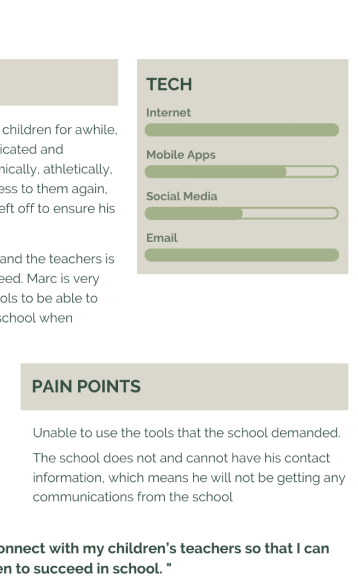 TECH
Internet
Mobile Apps
Social Media
Email
children for awhile,
icated and
nically, athletically,
ess to them again,
eft off to ensure his
and the teachers is
eed. Marc is very
ols to be able to
school when
PAIN POINTS
Unable to use the tools that the school demanded.
The school does not and cannot have his contact
information, which means he will not be getting any
communications from the school
onnect with my children's teachers so that I can
en to succeed in school. "